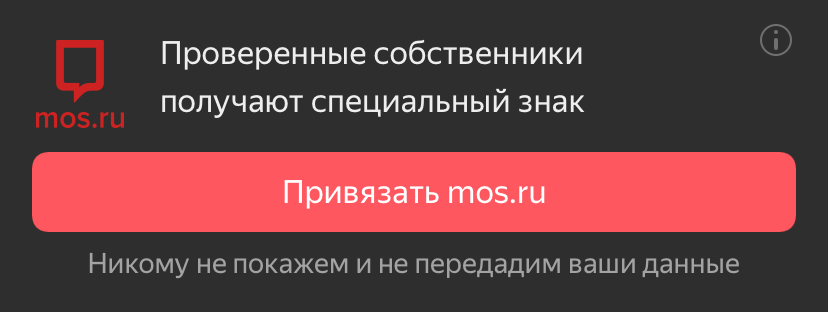 Проверенные собственники
получают специальный знак
mos.ru
Привязать mos.ru
Никому не покажем и не передадим ваши данные